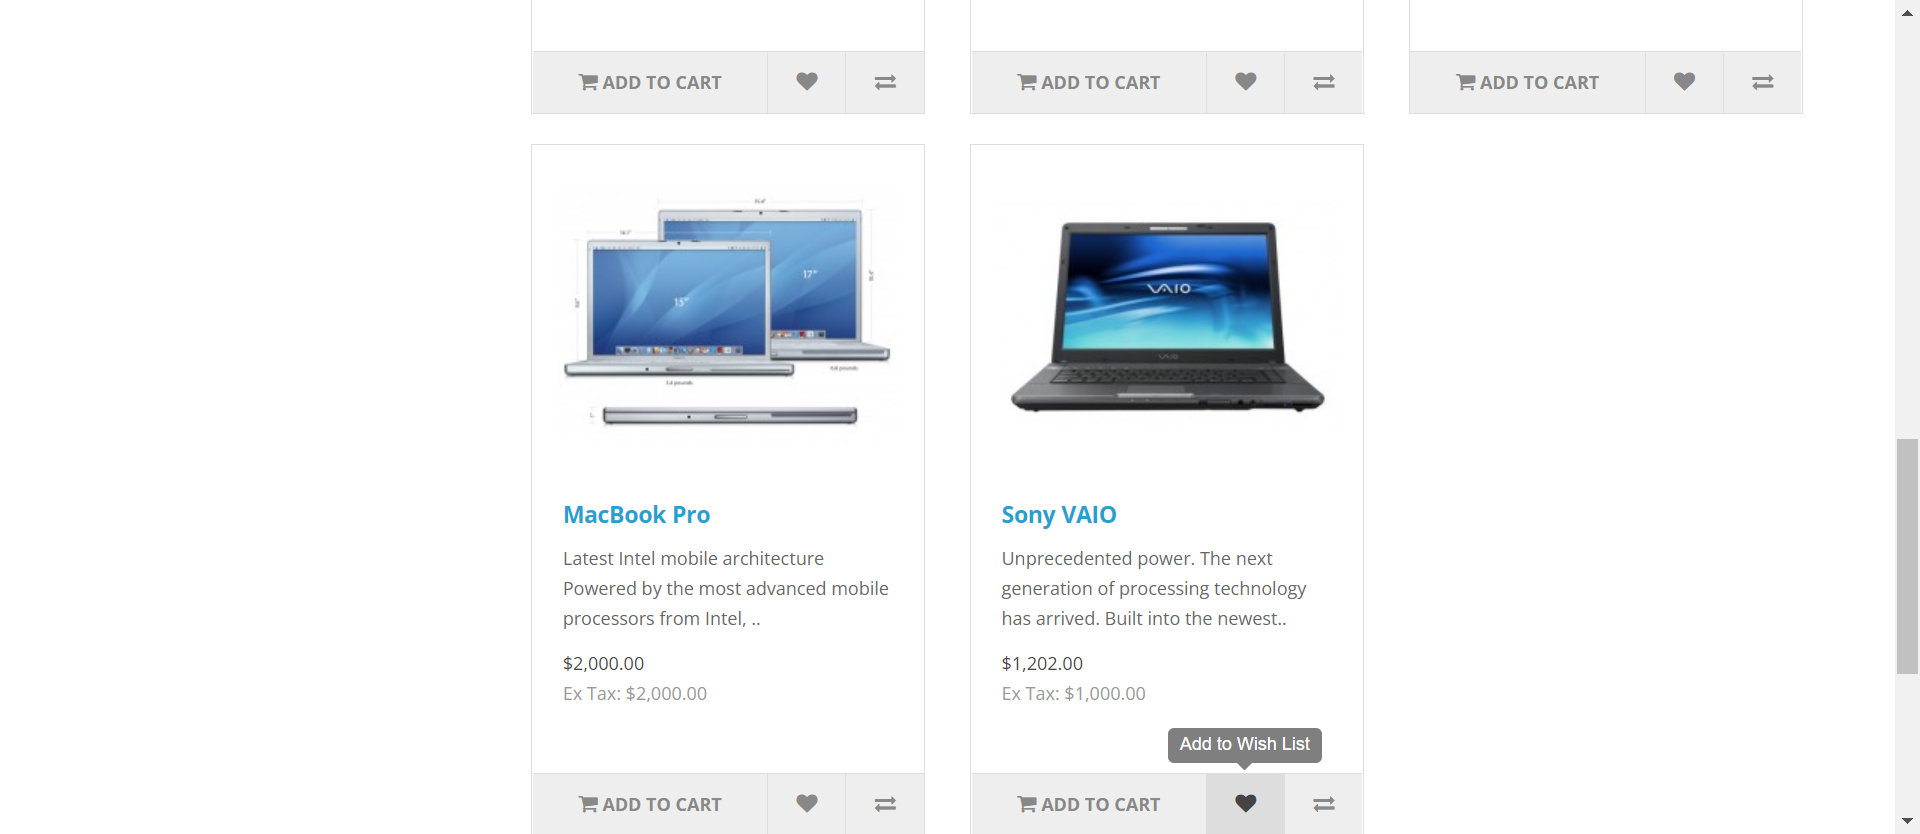 ADD TO CART
ADD TO CART
ADD TO CART
17"
15"
VAIO
VAIO
MacBook Pro
Latest Intel mobile architecture
Powered by the most advanced mobile
processors from Intel, ..
$2,000.00
Ex Tax: $2,000.00
ADD TO CART
Sony VAIO
Unprecedented power. The next
generation of processing technology
has arrived. Built into the newest..
$1,202.00
Ex Tax: $1,000.00
Add to Wish List
ADD TO CART